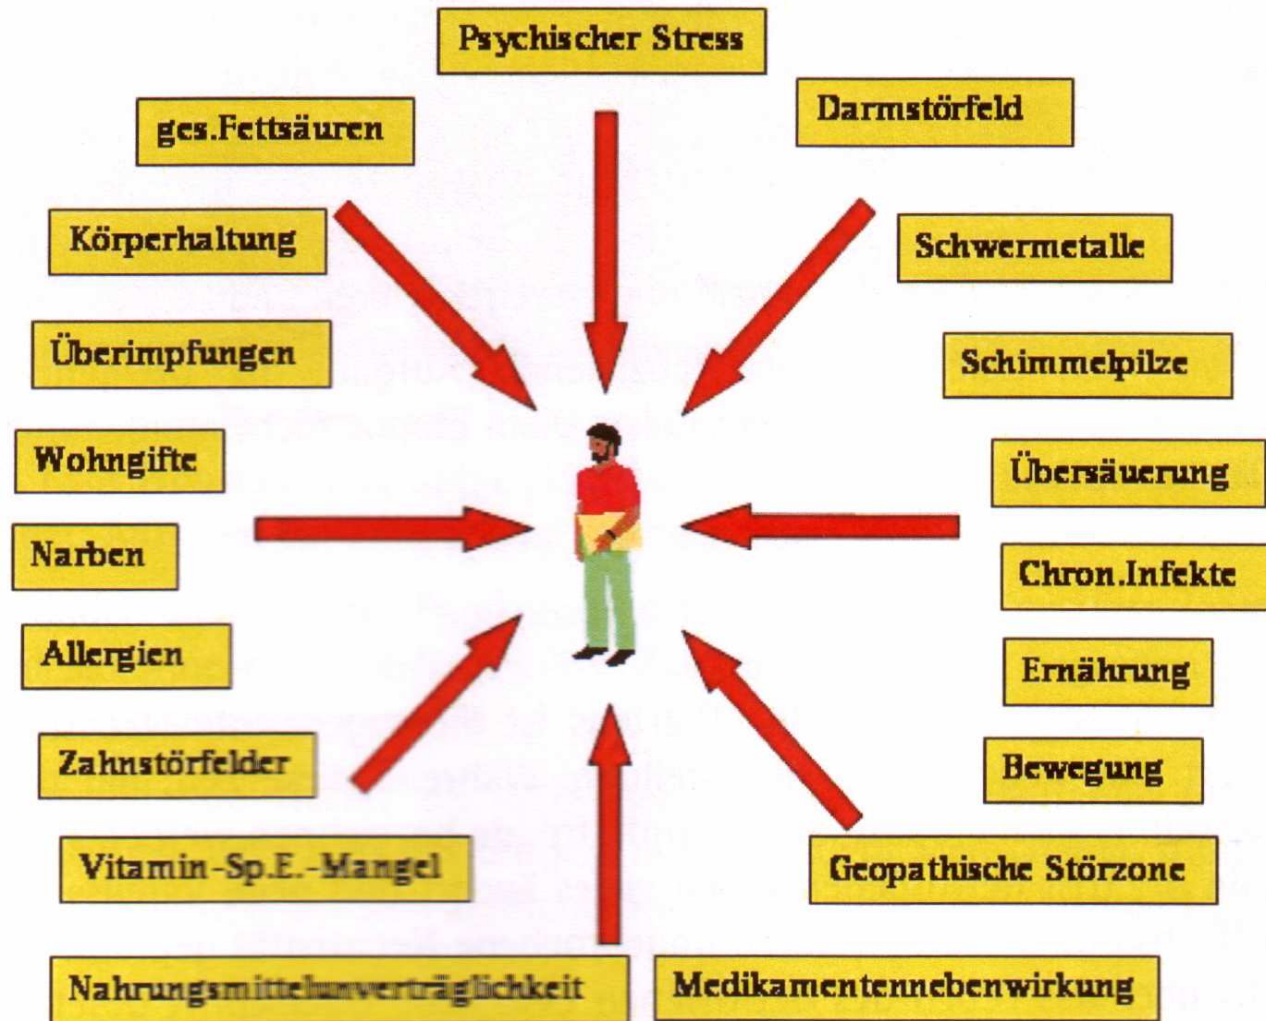 Psychischer Stress
ges.Fettsäuren
Darmstörfeld
Körperhaltung
Schwermetalle
Überimpfungen
Schimmelpilze
Wohngifte
Übersäuerung
Narben
Chron.Infekte
Allergien
Ernährung
Zahnstörfelder
Bewegung
Vitamin-Sp.E.-Mangel
Geopathische Störzone
Nahrungsmittelunverträglichkeit
Medikamentennebenwirkung